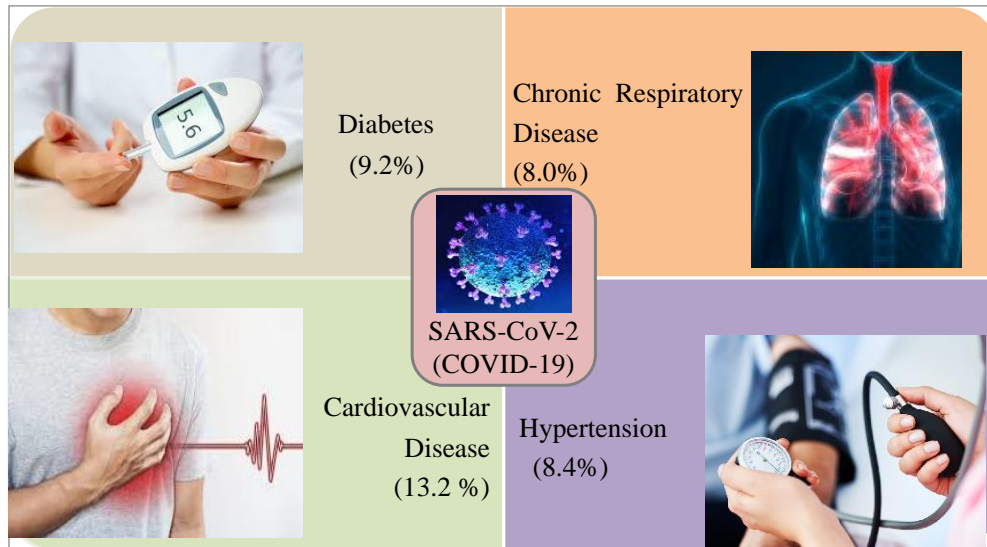 5.6
Diabetes
(9.2%)
Chronic Respiratory
Disease
(8.0%)
SARS-CoV-2
(COVID-19)
Cardiovascular
Disease
(13.2 %)
Hypertension
(8.4%)